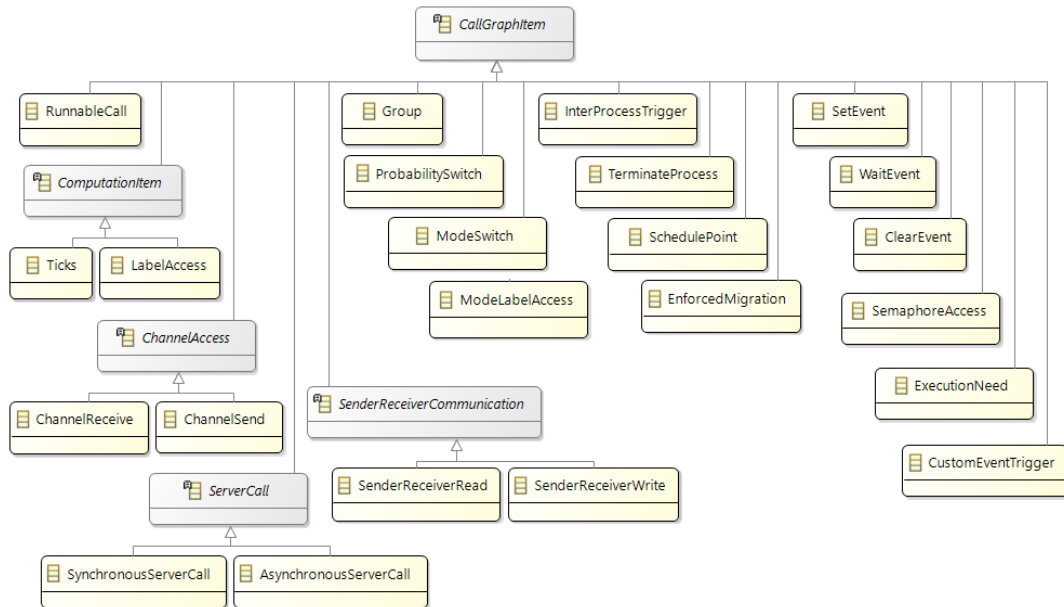 CallGraphItem
RunnableCall
Group
InterProcessTrigger
SetEvent
ComputationItem
ProbabilitySwitch
TerminateProcess
WaitEvent
ModeSwitch
SchedulePoint
ClearEvent
Ticks
LabelAccess
ModeLabelAccess
EnforcedMigration
SemaphoreAccess
ChannelAccess
ExecutionNeed
ChannelReceive
ChannelSend
SenderReceiverCommunication
CustomEventTrigger
ServerCall
SenderReceiverRead
SenderReceiverWrite
SynchronousServerCall
AsynchronousServerCall